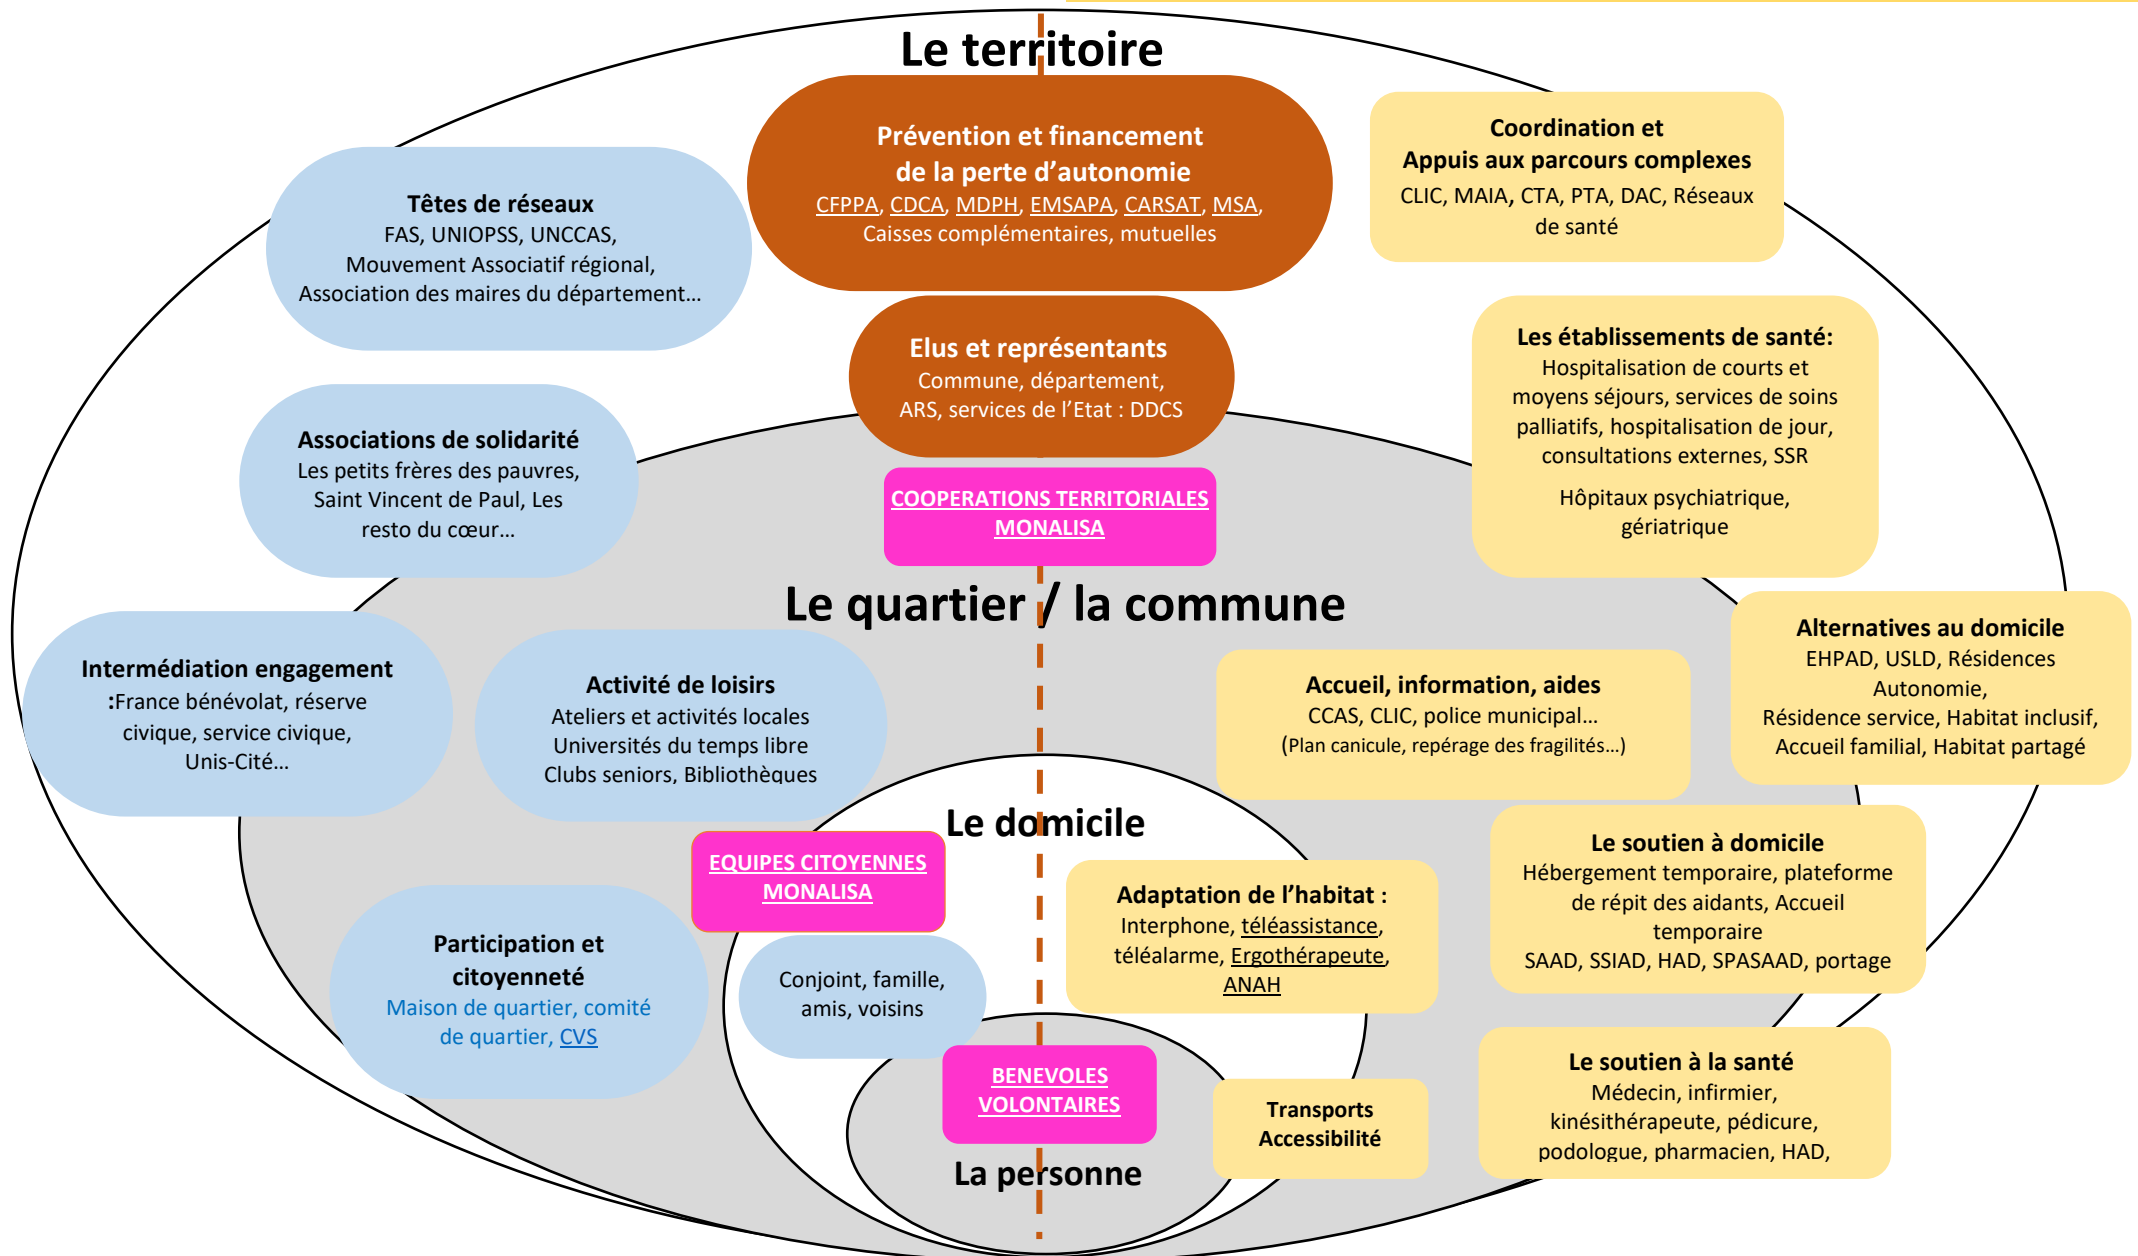 Le territoire
Prévention et financement
de la perte d’autonomie
CFPPA, CDCA, MDPH, EMSAPA, CARSAT, MSA,
Caisses complémentaires, mutuelles
Coordination et
Appuis aux parcours complexes
CLIC, MAIA, CTA, PTA, DAC, Réseaux
de santé
Têtes de réseaux
FAS, UNIOPSS, UNCCAS,
Mouvement Associatif régional,
Association des maires du département…
Elus et représentants
Commune, département,
ARS, services de l’Etat : DDCS
Les établissements de santé:
Hospitalisation de courts et
moyens séjours, services de soins
palliatifs, hospitalisation de jour,
consultations externes, SSR
Hôpitaux psychiatrique,
gériatrique
Associations de solidarité
Les petits frères des pauvres,
Saint Vincent de Paul, Les
resto du cœur…
COOPERATIONS TERRITORIALES
MONALISA
Le quartier / la commune
Intermédiation engagement
:France bénévolat, réserve
civique, service civique,
Unis-Cité…
Activité de loisirs
Ateliers et activités locales
Universités du temps libre
Clubs seniors, Bibliothèques
Accueil, information, aides
CCAS, CLIC, police municipal…
(Plan canicule, repérage des fragilités…)
Alternatives au domicile
EHPAD, USLD, Résidences
Autonomie,
Résidence service, Habitat inclusif,
Accueil familial, Habitat partagé
Le domicile
EQUIPES CITOYENNES
MONALISA
Adaptation de l’habitat :
Interphone, téléassistance,
téléalarme, Ergothérapeute,
ANAH
Le soutien à domicile
Hébergement temporaire, plateforme
de répit des aidants, Accueil
temporaire
SAAD, SSIAD, HAD, SPASAAD, portage
Participation et
citoyenneté
Maison de quartier, comité
de quartier, CVS
Conjoint, famille,
amis, voisins
BENEVOLES
VOLONTAIRES
Transports
Accessibilité
Le soutien à la santé
Médecin, infirmier,
kinésithérapeute, pédicure,
podologue, pharmacien, HAD,
La personne